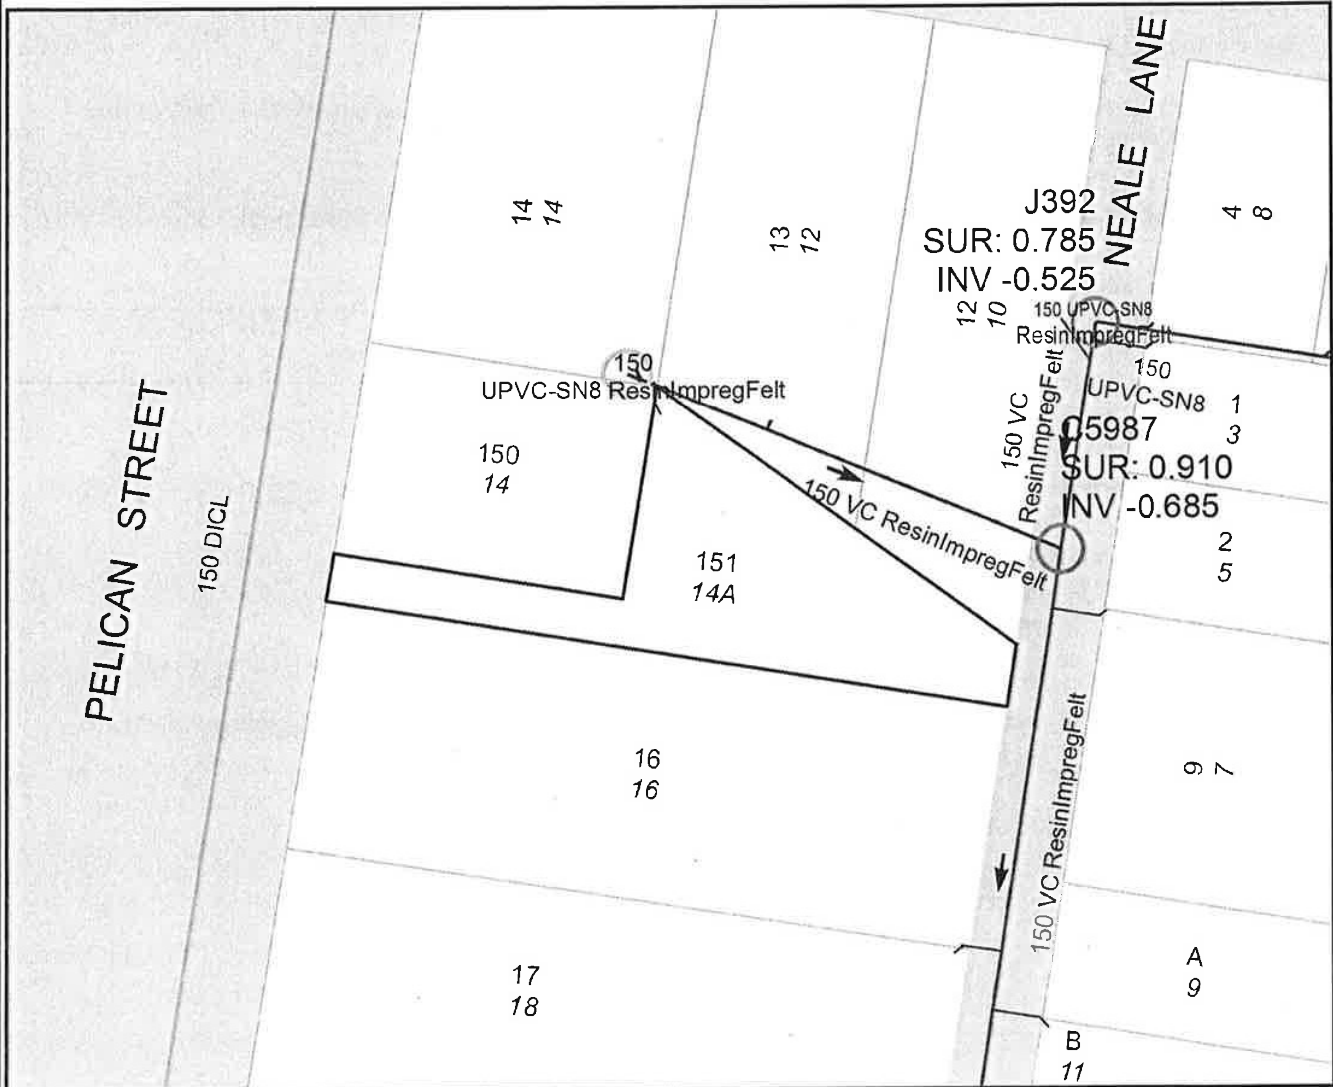 NEALE LANE
14
14
13
12
J392
SUR: 0.785
INV -0.525
12
10
4
8
150 UPVC-SN8
ResinImpregFelt
150
UPVC-SN8 ResinImpregFelt
150
UPVC-SN8
1
3
150 VC
ResinImpregFelt
C5987
SUR: 0.910
INV -0.685
PELICAN STREET
150 DICL
150
14
150 VC ResinImpregFelt
151
14A
2
5
16
16
9
7
150 VC ResinImpregFelt
17
18
A
9
B
11